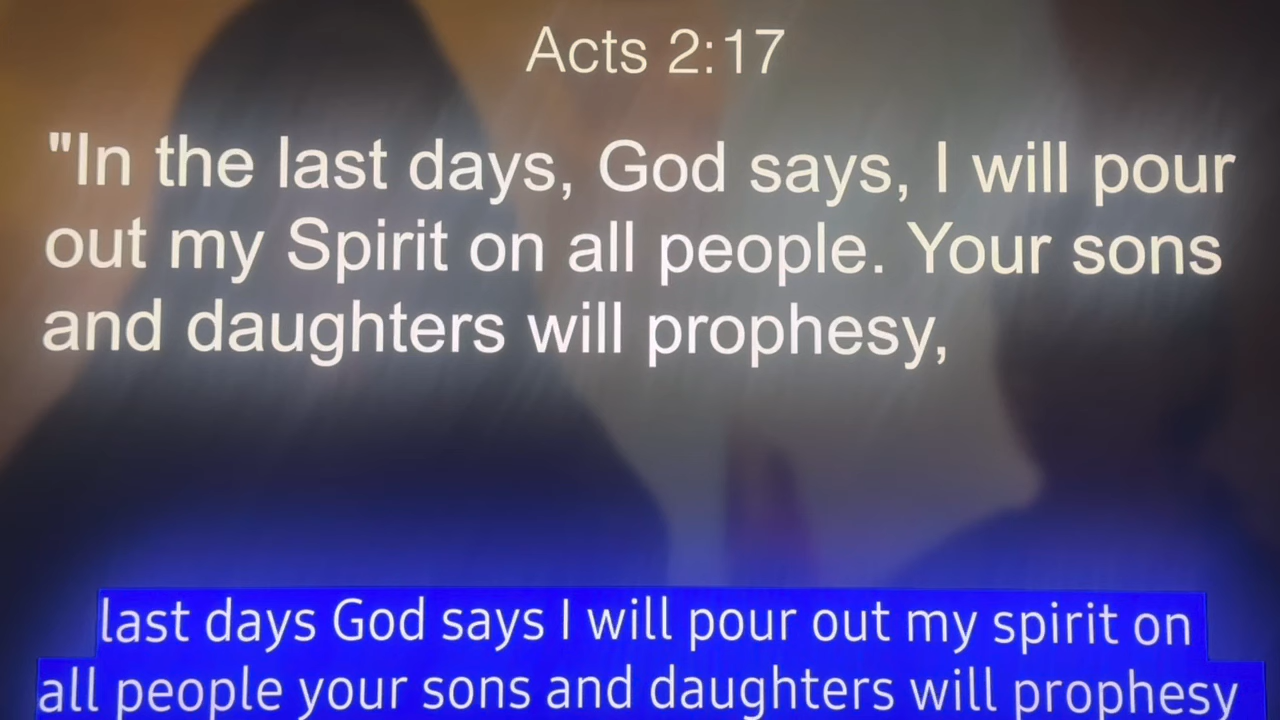 Acts 2:17
"In the last days, God says, I will pour
out my Spirit on all people. Your sons
and daughters will prophesy,
last days God says I will pour out my spirit on
all people your sons and daughters will prophesy